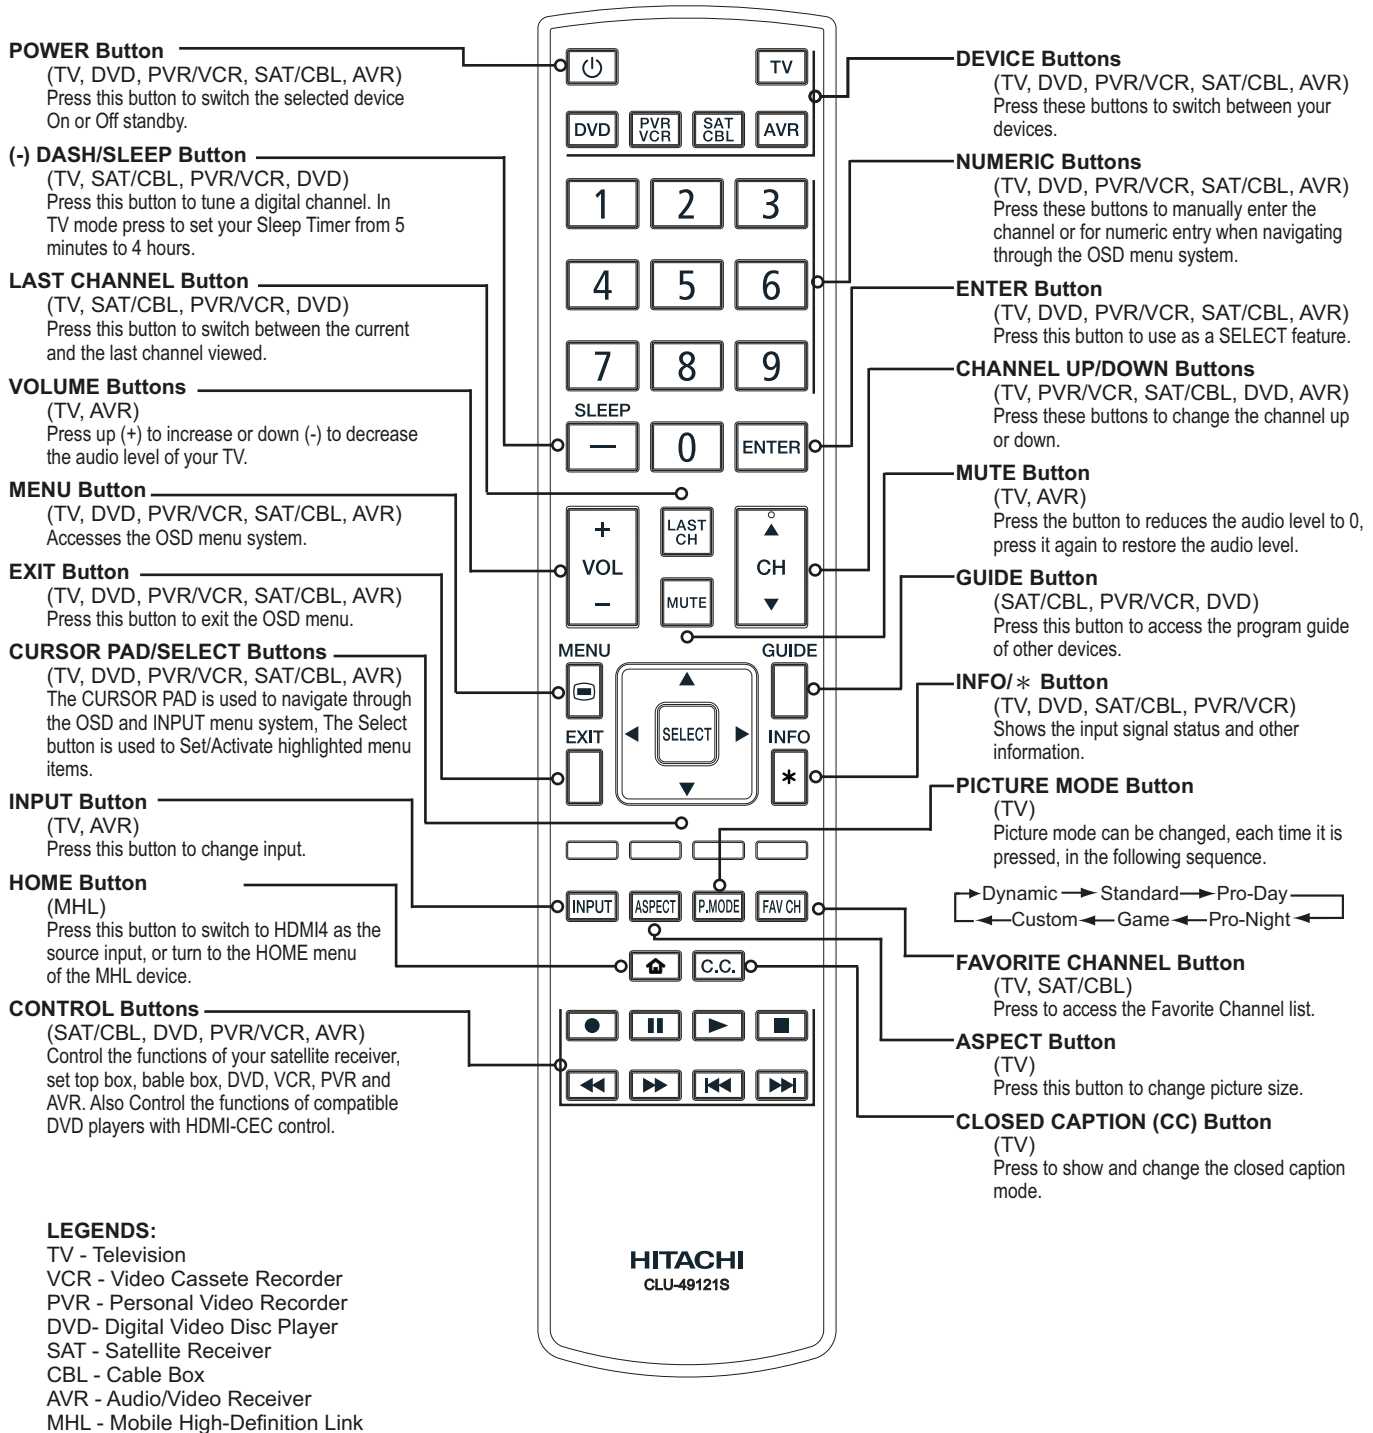 POWER Button
(TV, DVD, PVR/VCR, SAT/CBL, AVR)
Press this button to switch the selected device
On or Off standby.
(-) DASH/SLEEP Button
(TV, SAT/CBL, PVR/VCR, DVD)
Press this button to tune a digital channel. In
TV mode press to set your Sleep Timer from 5
minutes to 4 hours.
LAST CHANNEL Button
(TV, SAT/CBL, PVR/VCR, DVD)
Press this button to switch between the current
and the last channel viewed.
VOLUME Buttons
(TV, AVR)
Press up (+) to increase or down (-) to decrease
the audio level of your TV.
MENU Button
(TV, DVD, PVR/VCR, SAT/CBL, AVR)
Accesses the OSD menu system.
EXIT Button
(TV, DVD, PVR/VCR, SAT/CBL, AVR)
Press this button to exit the OSD menu.
CURSOR PAD/SELECT Buttons
(TV, DVD, PVR/VCR, SAT/CBL, AVR)
The CURSOR PAD is used to navigate through
the OSD and INPUT menu system, The Select
button is used to Set/Activate highlighted menu
items.
INPUT Button
(TV, AVR)
Press this button to change input.
HOME Button
(MHL)
Press this button to switch to HDMI4 as the
source input, or turn to the HOME menu
of the MHL device.
CONTROL Buttons
(SAT/CBL, DVD, PVR/VCR, AVR)
Control the functions of your satellite receiver,
set top box, bable box, DVD, VCR, PVR and
AVR. Also Control the functions of compatible
DVD players with HDMI-CEC control.
LEGENDS:
TV - Television
VCR - Video Cassete Recorder
PVR - Personal Video Recorder
DVD- Digital Video Disc Player
SAT - Satellite Receiver
CBL - Cable Box
AVR - Audio/Video Receiver
MHL - Mobile High-Definition Link
TV
DVD
PVR
VCR
SAT
CBL
AVR
1 2 3
4 5 6
7 8 9
SLEEP
— 0 ENTER
+
VOL
−
LAST
CH
MUTE
▲
CH
▼
MENU
GUIDE
EXIT
SELECT
INFO
*
INPUT ASPECT P.MODE FAV CH
C.C.
HITACHI
CLU-49121S
DEVICE Buttons
(TV, DVD, PVR/VCR, SAT/CBL, AVR)
Press these buttons to switch between your
devices.
NUMERIC Buttons
(TV, DVD, PVR/VCR, SAT/CBL, AVR)
Press these buttons to manually enter the
channel or for numeric entry when navigating
through the OSD menu system.
ENTER Button
(TV, DVD, PVR/VCR, SAT/CBL, AVR)
Press this button to use as a SELECT feature.
CHANNEL UP/DOWN Buttons
(TV, PVR/VCR, SAT/CBL, DVD, AVR)
Press these buttons to change the channel up
or down.
MUTE Button
(TV, AVR)
Press the button to reduces the audio level to 0,
press it again to restore the audio level.
GUIDE Button
(SAT/CBL, PVR/VCR, DVD)
Press this button to access the program guide
of other devices.
INFO/* Button
(TV, DVD, SAT/CBL, PVR/VCR)
Shows the input signal status and other
information.
PICTURE MODE Button
(TV)
Picture mode can be changed, each time it is
pressed, in the following sequence.
Dynamic Standard Pro-Day
Custom Game Pro-Night
FAVORITE CHANNEL Button
(TV, SAT/CBL)
Press to access the Favorite Channel list.
ASPECT Button
(TV)
Press this button to change picture size.
CLOSED CAPTION (CC) Button
(TV)
Press to show and change the closed caption
mode.